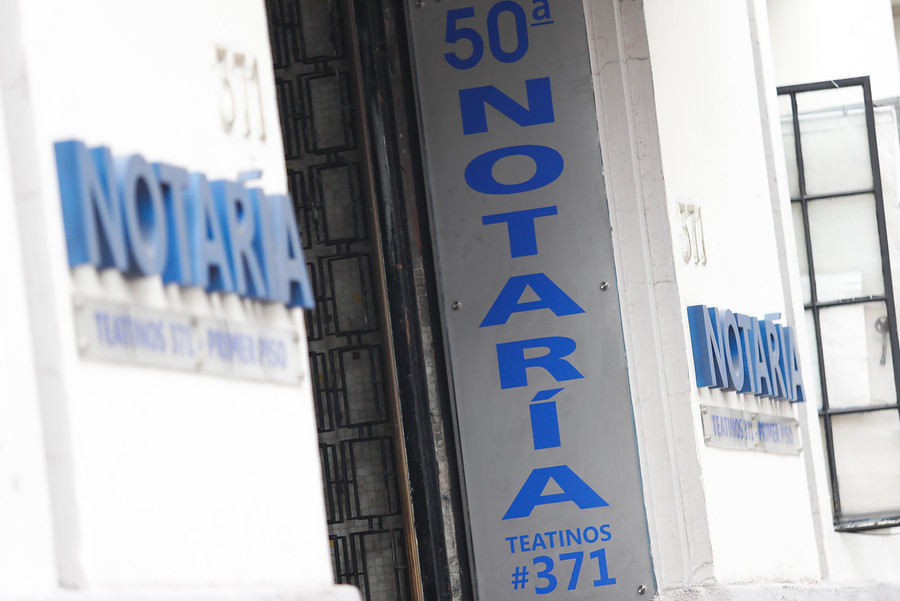 371
NOTARÍA
TEATINOS 371 - PRIMER PISO
50ª
NOTARÍA
TEATINOS
#371
371
NOTARÍA
TEATINOS 371 - PRIMER PISO